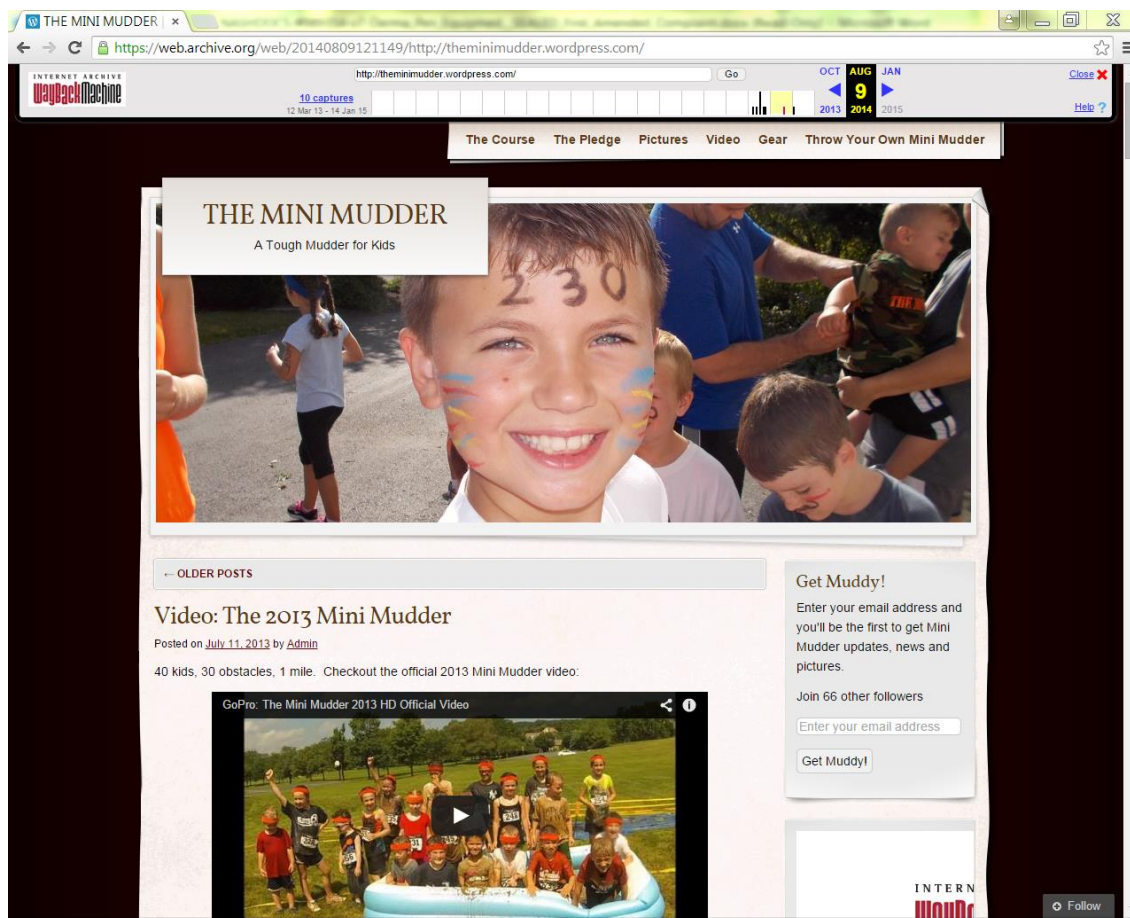 THE MINI MUDDER |
https://web.archive.org/web/20140809121149/http://theminimudder.wordpress.com/
INTERNET ARCHIVE
WayBackMachine
http://theminimudder.wordpress.com/
Go
10 captures
12 Mar 13 - 14 Jan 15
OCT AUG JAN
9
2013 2014 2015
Close
Help ?
The Course The Pledge Pictures Video Gear Throw Your Own Mini Mudder
THE MINI MUDDER
A Tough Mudder for Kids
230
← OLDER POSTS
Video: The 2013 Mini Mudder
Posted on July 11, 2013 by Admin
40 kids, 30 obstacles, 1 mile. Checkout the official 2013 Mini Mudder video:
GoPro: The Mini Mudder 2013 HD Official Video
Get Muddy!
Enter your email address and
you'll be the first to get Mini
Mudder updates, news and
pictures.
Join 66 other followers
Enter your email address
Get Muddy!
INTERN
Follow